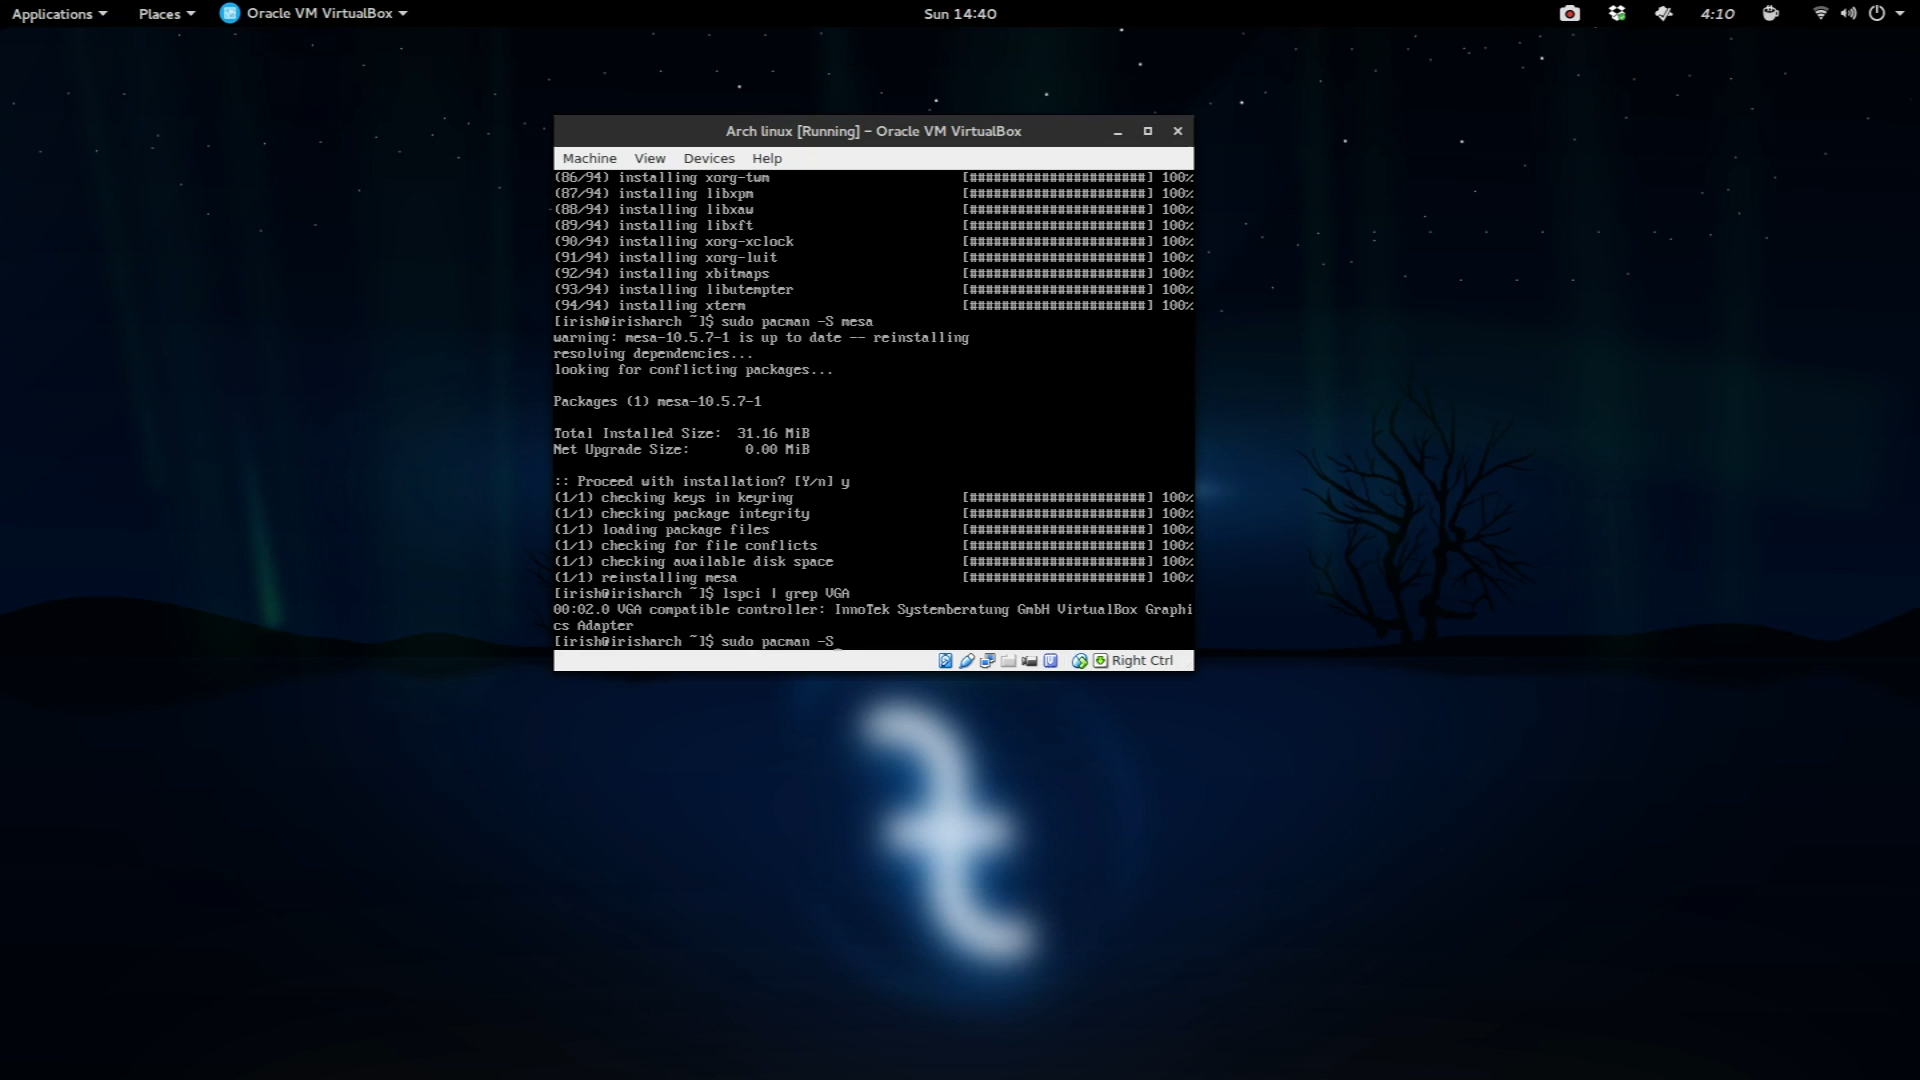 Applications Places Oracle VM VirtualBox Sun 14:40 4:10
Arch linux [Running] - Oracle VM VirtualBox
Machine View Devices Help
(86/94) installing xorg-twm [######################] 100%
(87/94) installing libxpm [######################] 100%
(88/94) installing libxaw [######################] 100%
(89/94) installing libxft [######################] 100%
(90/94) installing xorg-xclock [######################] 100%
(91/94) installing xorg-luit [######################] 100%
(92/94) installing xbitmaps [######################] 100%
(93/94) installing libutempter [######################] 100%
(94/94) installing xterm [######################] 100%
[irish@irisharch ~]$ sudo pacman -S mesa
warning: mesa-10.5.7-1 is up to date -- reinstalling
resolving dependencies...
looking for conflicting packages...
Packages (1) mesa-10.5.7-1
Total Installed Size: 31.16 MiB
Net Upgrade Size: 0.00 MiB
:: Proceed with installation? [Y/n] y
(1/1) checking keys in keyring [######################] 100%
(1/1) checking package integrity [######################] 100%
(1/1) loading package files [######################] 100%
(1/1) checking for file conflicts [######################] 100%
(1/1) checking available disk space [######################] 100%
(1/1) reinstalling mesa [######################] 100%
[irish@irisharch ~]$ lspci | grep VGA
00:02.0 VGA compatible controller: InnoTek Systemberatung GmbH VirtualBox Graphi
cs Adapter
[irish@irisharch ~]$ sudo pacman -S_
Right Ctrl